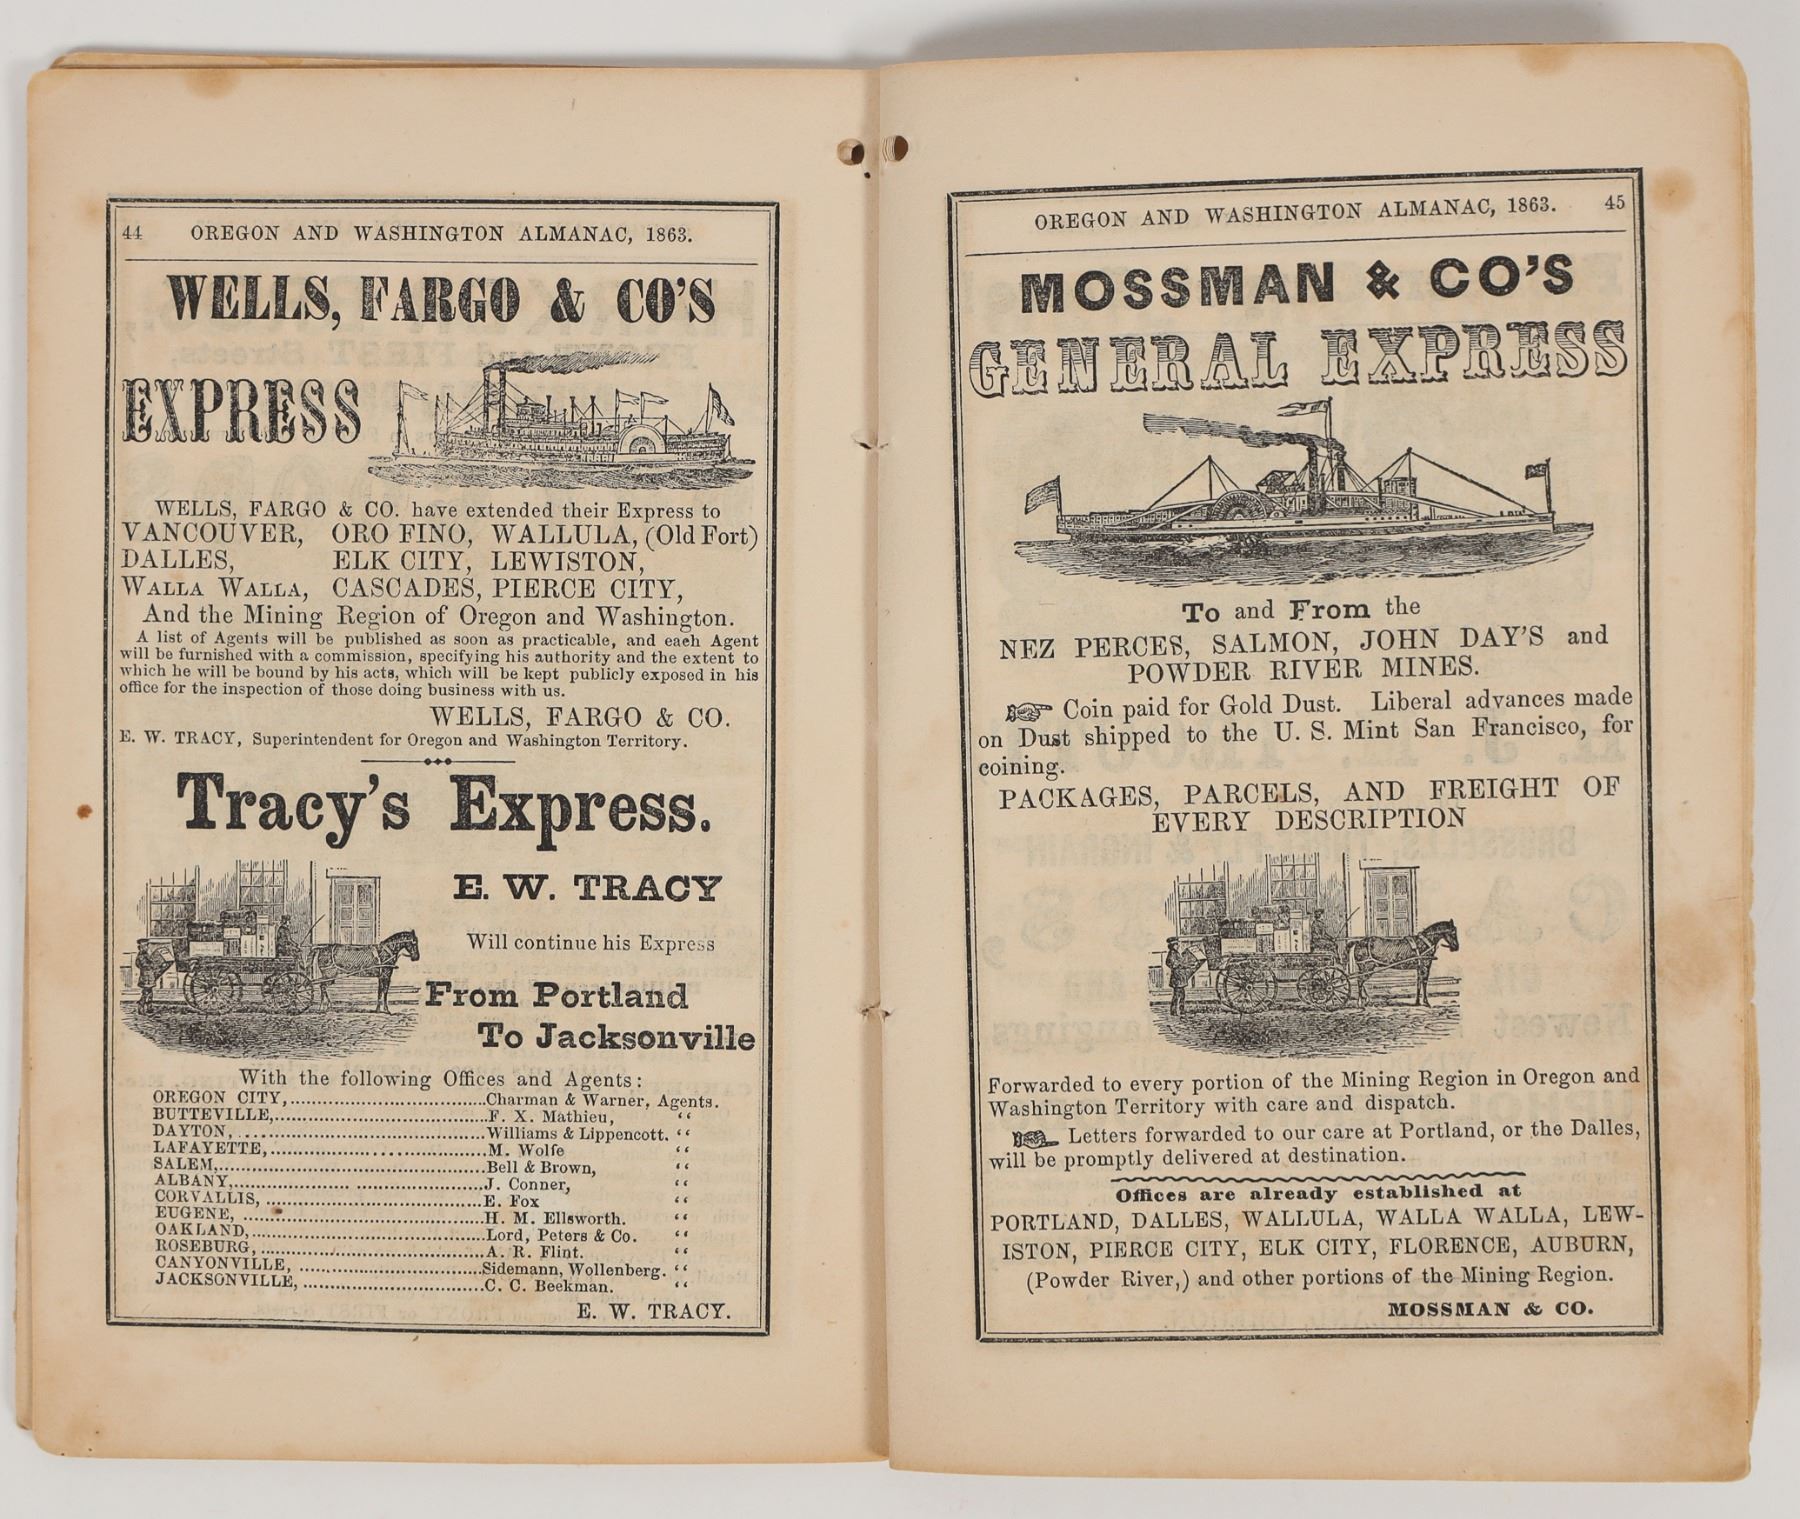 44 OREGON AND WASHINGTON ALMANAC, 1863.
WELLS, FARGO & CO'S
EXPRESS
WELLS, FARGO & CO. have extended their Express to
VANCOUVER, ORO FINO, WALLULA, (Old Fort)
DALLES, ELK CITY, LEWISTON,
WALLA WALLA, CASCADES, PIERCE CITY,
And the Mining Region of Oregon and Washington.
A list of Agents will be published as soon as practicable, and each Agent
will be furnished with a commission, specifying his authority and the extent to
which he will be bound by his acts, which will be kept publicly exposed in his
office for the inspection of those doing business with us.
WELLS, FARGO & CO.
E. W. TRACY, Superintendent for Oregon and Washington Territory.
Tracy's Express.
E. W. TRACY
Will continue his Express
From Portland
To Jacksonville
With the following Offices and Agents:
OREGON CITY,..............................Charman & Warner, Agents.
BUTTEVILLE,................................F. X. Mathieu, "
DAYTON, ...................................Williams & Lippencott. "
LAFAYETTE,................................M. Wolfe "
SALEM,......................................Bell & Brown, "
ALBANY,....................................J. Conner, "
CORVALLIS, ................................E. Fox "
EUGENE, ...................................H. M. Ellsworth. "
OAKLAND,..................................Lord, Peters & Co. "
ROSEBURG, ................................A. R. Flint. "
CANYONVILLE, ............................Sidemann, Wollenberg. "
JACKSONVILLE, ...........................C. C. Beekman. "
E. W. TRACY.
OREGON AND WASHINGTON ALMANAC, 1863. 45
MOSSMAN & CO'S
GENERAL EXPRESS
To and From the
NEZ PERCES, SALMON, JOHN DAY'S and
POWDER RIVER MINES.
☞ Coin paid for Gold Dust. Liberal advances made
on Dust shipped to the U. S. Mint San Francisco, for
coining.
PACKAGES, PARCELS, AND FREIGHT OF
EVERY DESCRIPTION
Forwarded to every portion of the Mining Region in Oregon and
Washington Territory with care and dispatch.
☞ Letters forwarded to our care at Portland, or the Dalles,
will be promptly delivered at destination.
Offices are already established at
PORTLAND, DALLES, WALLULA, WALLA WALLA, LEW-
ISTON, PIERCE CITY, ELK CITY, FLORENCE, AUBURN,
(Powder River,) and other portions of the Mining Region.
MOSSMAN & CO.